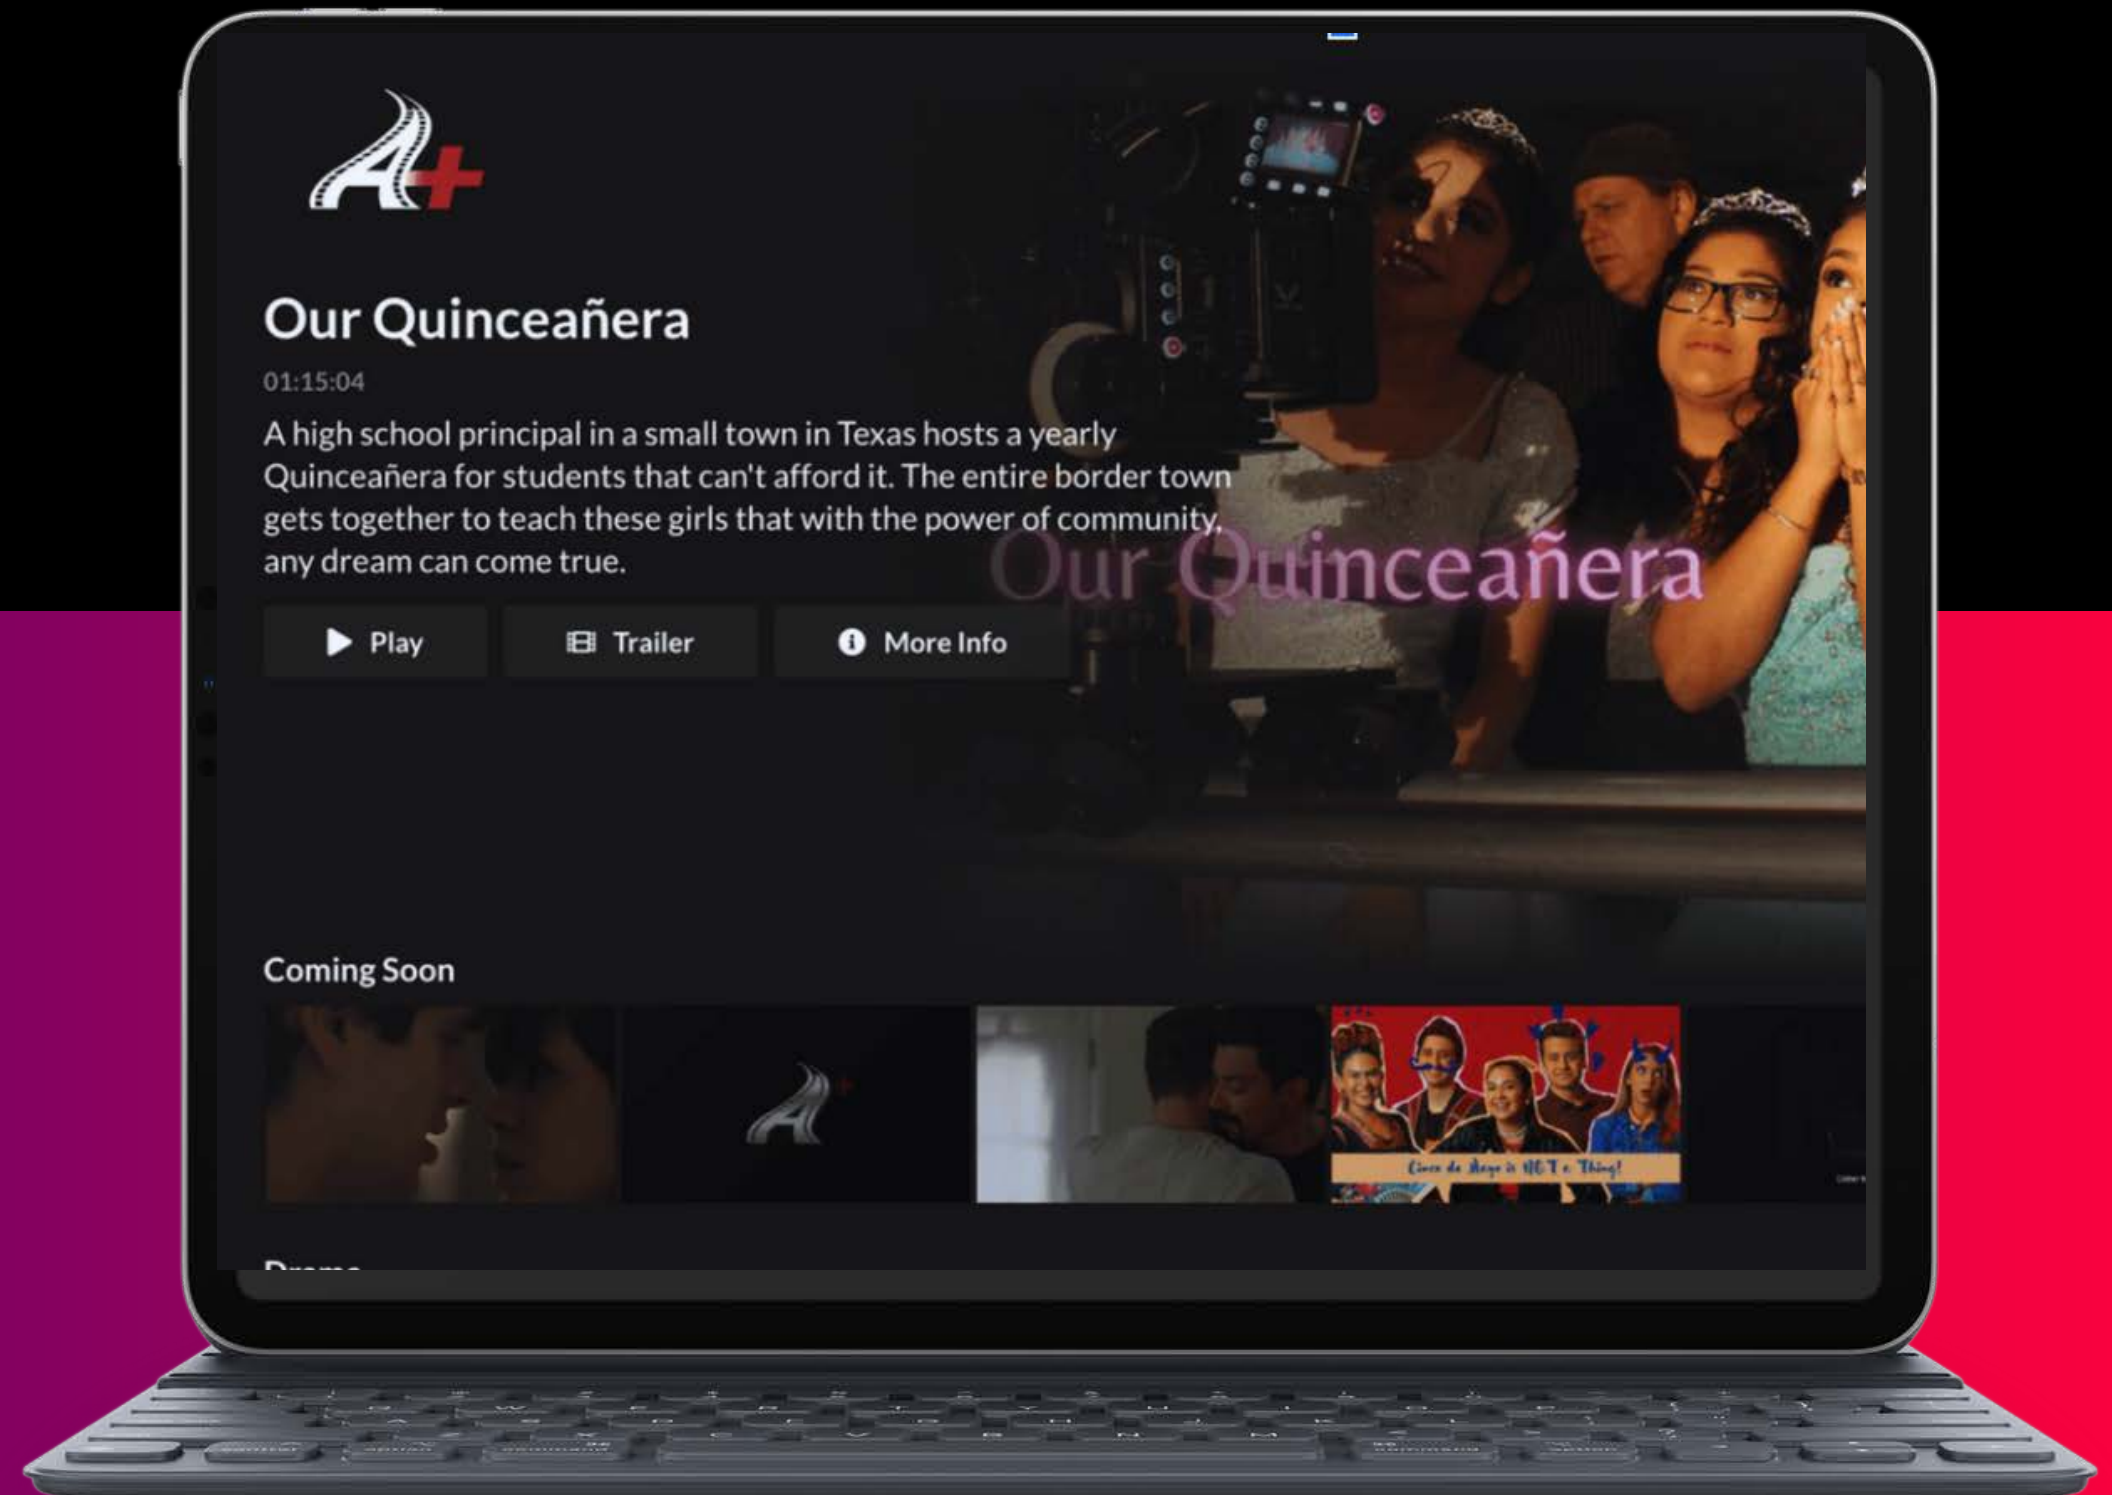 A+
Our Quinceañera
01:15:04
A high school principal in a small town in Texas hosts a yearly
Quinceañera for students that can't afford it. The entire border town
gets together to teach these girls that with the power of community,
any dream can come true.
Our Quinceañera
Play
Trailer
More Info
Coming Soon
A+
Cinco de Mayo is NOT a Thing!
Drama